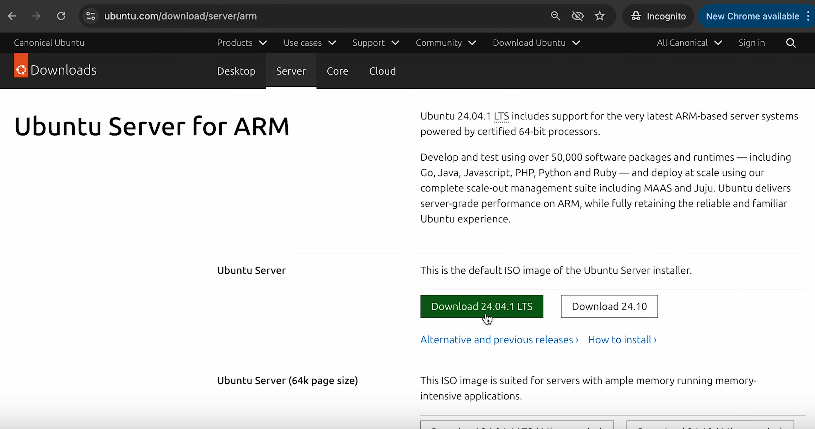 ubuntu.com/download/server/arm
Incognito
New Chrome available
Canonical Ubuntu
Products
Use cases
Support
Community
Download Ubuntu
All Canonical
Sign in
Downloads
Desktop
Server
Core
Cloud
Ubuntu Server for ARM
Ubuntu 24.04.1 LTS includes support for the very latest ARM-based server systems
powered by certified 64-bit processors.
Develop and test using over 50,000 software packages and runtimes — including
Go, Java, Javascript, PHP, Python and Ruby — and deploy at scale using our
complete scale-out management suite including MAAS and Juju. Ubuntu delivers
server-grade performance on ARM, while fully retaining the reliable and familiar
Ubuntu experience.
Ubuntu Server
This is the default ISO image of the Ubuntu Server installer.
Download 24.04.1 LTS
Download 24.10
Alternative and previous releases ›
How to install ›
Ubuntu Server (64k page size)
This ISO image is suited for servers with ample memory running memory-
intensive applications.